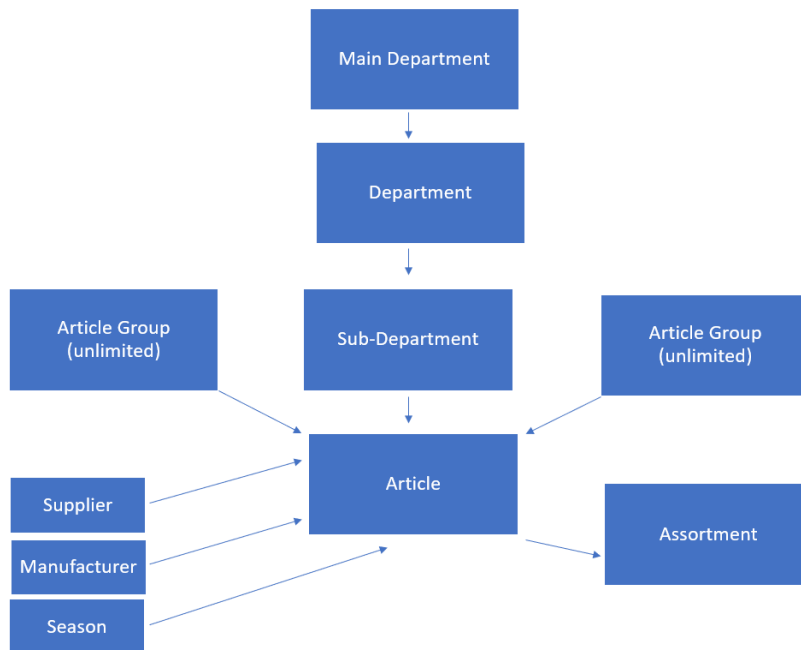 Main Department
Department
Article Group
(unlimited)
Sub-Department
Article Group
(unlimited)
Article
Supplier
Assortment
Manufacturer
Season